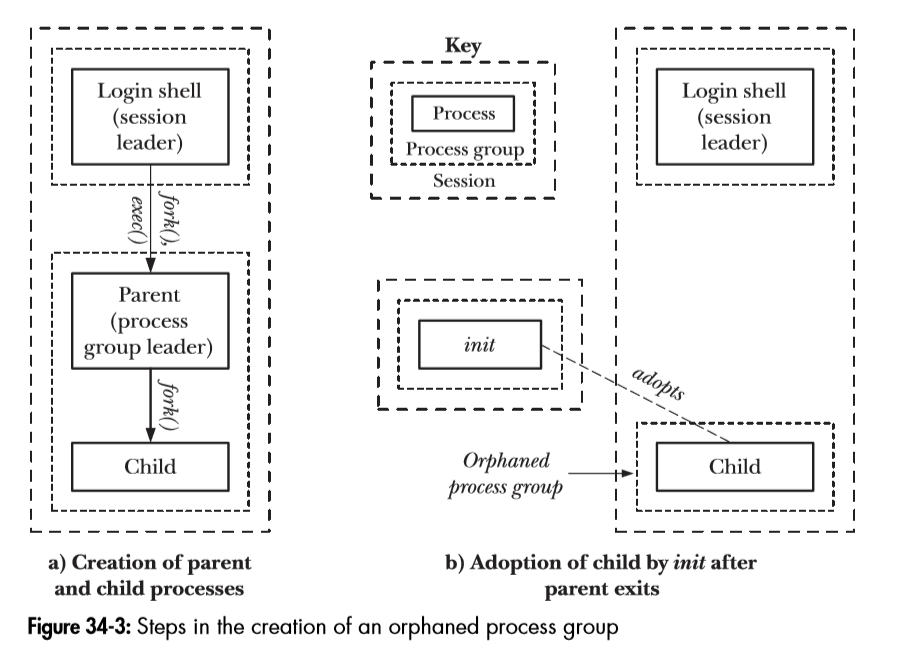 Login shell
(session
leader)
fork(),
exec()
Parent
(process
group leader)
fork()
Child
a) Creation of parent
and child processes
Key
Process
Process group
Session
Login shell
(session
leader)
init
adopts
Orphaned
process group
Child
b) Adoption of child by init after
parent exits
Figure 34-3: Steps in the creation of an orphaned process group